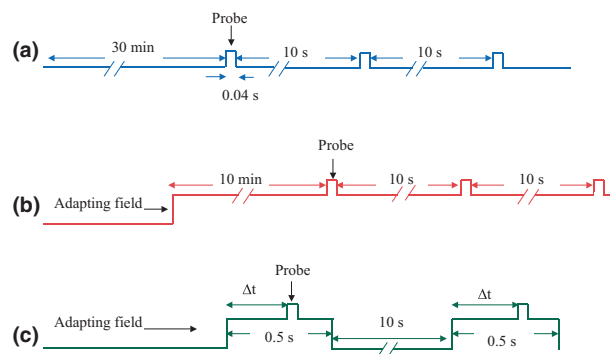 Probe
(a)
30 min
10 s
10 s
0.04 s
Probe
10 min
10 s
10 s
(b)
Adapting field
Probe
Δt
Δt
Adapting field
(c)
0.5 s
10 s
0.5 s